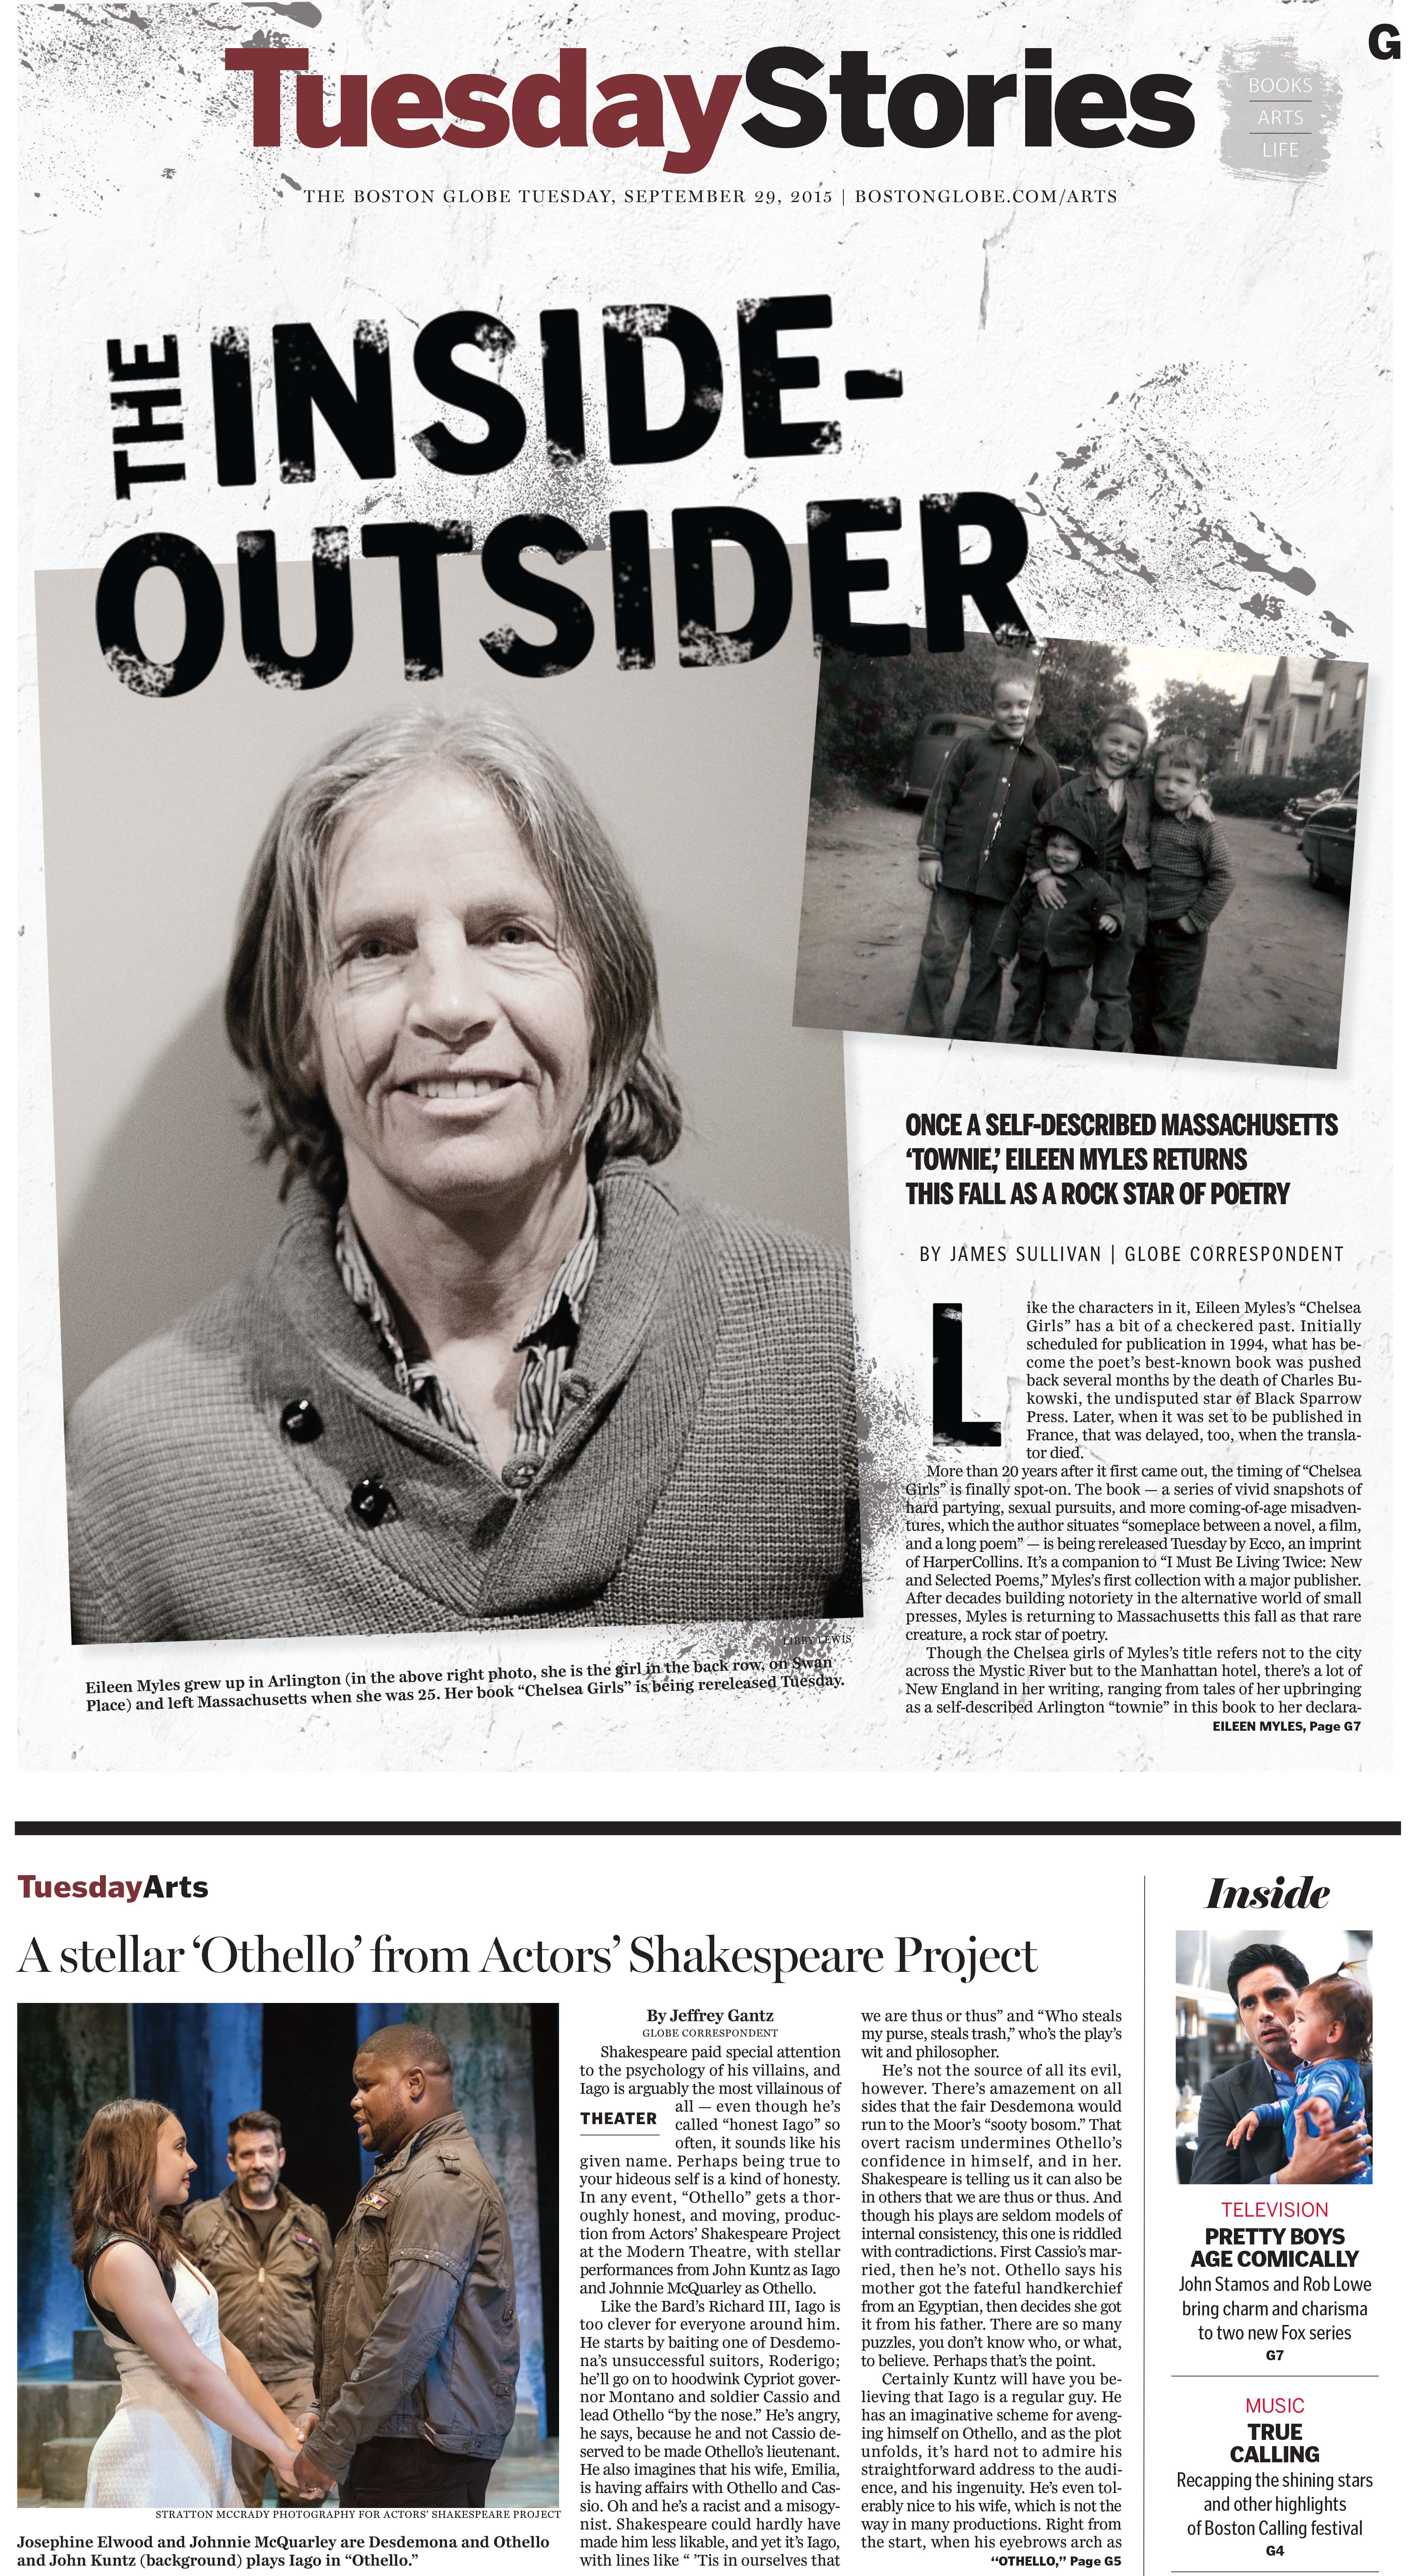 G
TuesdayStories
BOOKS
ARTS
LIFE
THE BOSTON GLOBE TUESDAY, SEPTEMBER 29, 2015 | BOSTONGLOBE.COM/ARTS
THE INSIDE-
OUTSIDER
ONCE A SELF-DESCRIBED MASSACHUSETTS
‘TOWNIE,’ EILEEN MYLES RETURNS
THIS FALL AS A ROCK STAR OF POETRY
BY JAMES SULLIVAN | GLOBE CORRESPONDENT
Like the characters in it, Eileen Myles’s “Chelsea
Girls” has a bit of a checkered past. Initially
scheduled for publication in 1994, what has be-
come the poet’s best-known book was pushed
back several months by the death of Charles Bu-
kowski, the undisputed star of Black Sparrow
Press. Later, when it was set to be published in
France, that was delayed, too, when the transla-
tor died.
More than 20 years after it first came out, the timing of “Chelsea
Girls” is finally spot-on. The book — a series of vivid snapshots of
hard partying, sexual pursuits, and more coming-of-age misadven-
tures, which the author situates “someplace between a novel, a film,
and a long poem” — is being rereleased Tuesday by Ecco, an imprint
of HarperCollins. It’s a companion to “I Must Be Living Twice: New
and Selected Poems,” Myles’s first collection with a major publisher.
After decades building notoriety in the alternative world of small
presses, Myles is returning to Massachusetts this fall as that rare
creature, a rock star of poetry.
Though the Chelsea girls of Myles’s title refers not to the city
across the Mystic River but to the Manhattan hotel, there’s a lot of
New England in her writing, ranging from tales of her upbringing
as a self-described Arlington “townie” in this book to her declara-
EILEEN MYLES, Page G7
LIBBY LEWIS
Eileen Myles grew up in Arlington (in the above right photo, she is the girl in the back row, on Swan
Place) and left Massachusetts when she was 25. Her book “Chelsea Girls” is being rereleased Tuesday.
TuesdayArts
A stellar ‘Othello’ from Actors’ Shakespeare Project
STRATTON MCCRADY PHOTOGRAPHY FOR ACTORS’ SHAKESPEARE PROJECT
Josephine Elwood and Johnnie McQuarley are Desdemona and Othello
and John Kuntz (background) plays Iago in “Othello.”
By Jeffrey Gantz
GLOBE CORRESPONDENT
Shakespeare paid special attention
to the psychology of his villains, and
Iago is arguably the most villainous of
THEATER
all — even though he’s
called “honest Iago” so
often, it sounds like his
given name. Perhaps being true to
your hideous self is a kind of honesty.
In any event, “Othello” gets a thor-
oughly honest, and moving, produc-
tion from Actors’ Shakespeare Project
at the Modern Theatre, with stellar
performances from John Kuntz as Iago
and Johnnie McQuarley as Othello.
Like the Bard’s Richard III, Iago is
too clever for everyone around him.
He starts by baiting one of Desdemo-
na’s unsuccessful suitors, Roderigo;
he’ll go on to hoodwink Cypriot gover-
nor Montano and soldier Cassio and
lead Othello “by the nose.” He’s angry,
he says, because he and not Cassio de-
served to be made Othello’s lieutenant.
He also imagines that his wife, Emilia,
is having affairs with Othello and Cas-
sio. Oh and he’s a racist and a misogy-
nist. Shakespeare could hardly have
made him less likable, and yet it’s Iago,
with lines like “ ’Tis in ourselves that
we are thus or thus” and “Who steals
my purse, steals trash,” who’s the play’s
wit and philosopher.
He’s not the source of all its evil,
however. There’s amazement on all
sides that the fair Desdemona would
run to the Moor’s “sooty bosom.” That
overt racism undermines Othello’s
confidence in himself, and in her.
Shakespeare is telling us it can also be
in others that we are thus or thus. And
though his plays are seldom models of
internal consistency, this one is riddled
with contradictions. First Cassio’s mar-
ried, then he’s not. Othello says his
mother got the fateful handkerchief
from an Egyptian, then decides she got
it from his father. There are so many
puzzles, you don’t know who, or what,
to believe. Perhaps that’s the point.
Certainly Kuntz will have you be-
lieving that Iago is a regular guy. He
has an imaginative scheme for aveng-
ing himself on Othello, and as the plot
unfolds, it’s hard not to admire his
straightforward address to the audi-
ence, and his ingenuity. He’s even tol-
erably nice to his wife, which is not the
way in many productions. Right from
the start, when his eyebrows arch as
“OTHELLO,” Page G5
Inside
TELEVISION
PRETTY BOYS
AGE COMICALLY
John Stamos and Rob Lowe
bring charm and charisma
to two new Fox series
G7
MUSIC
TRUE
CALLING
Recapping the shining stars
and other highlights
of Boston Calling festival
G4